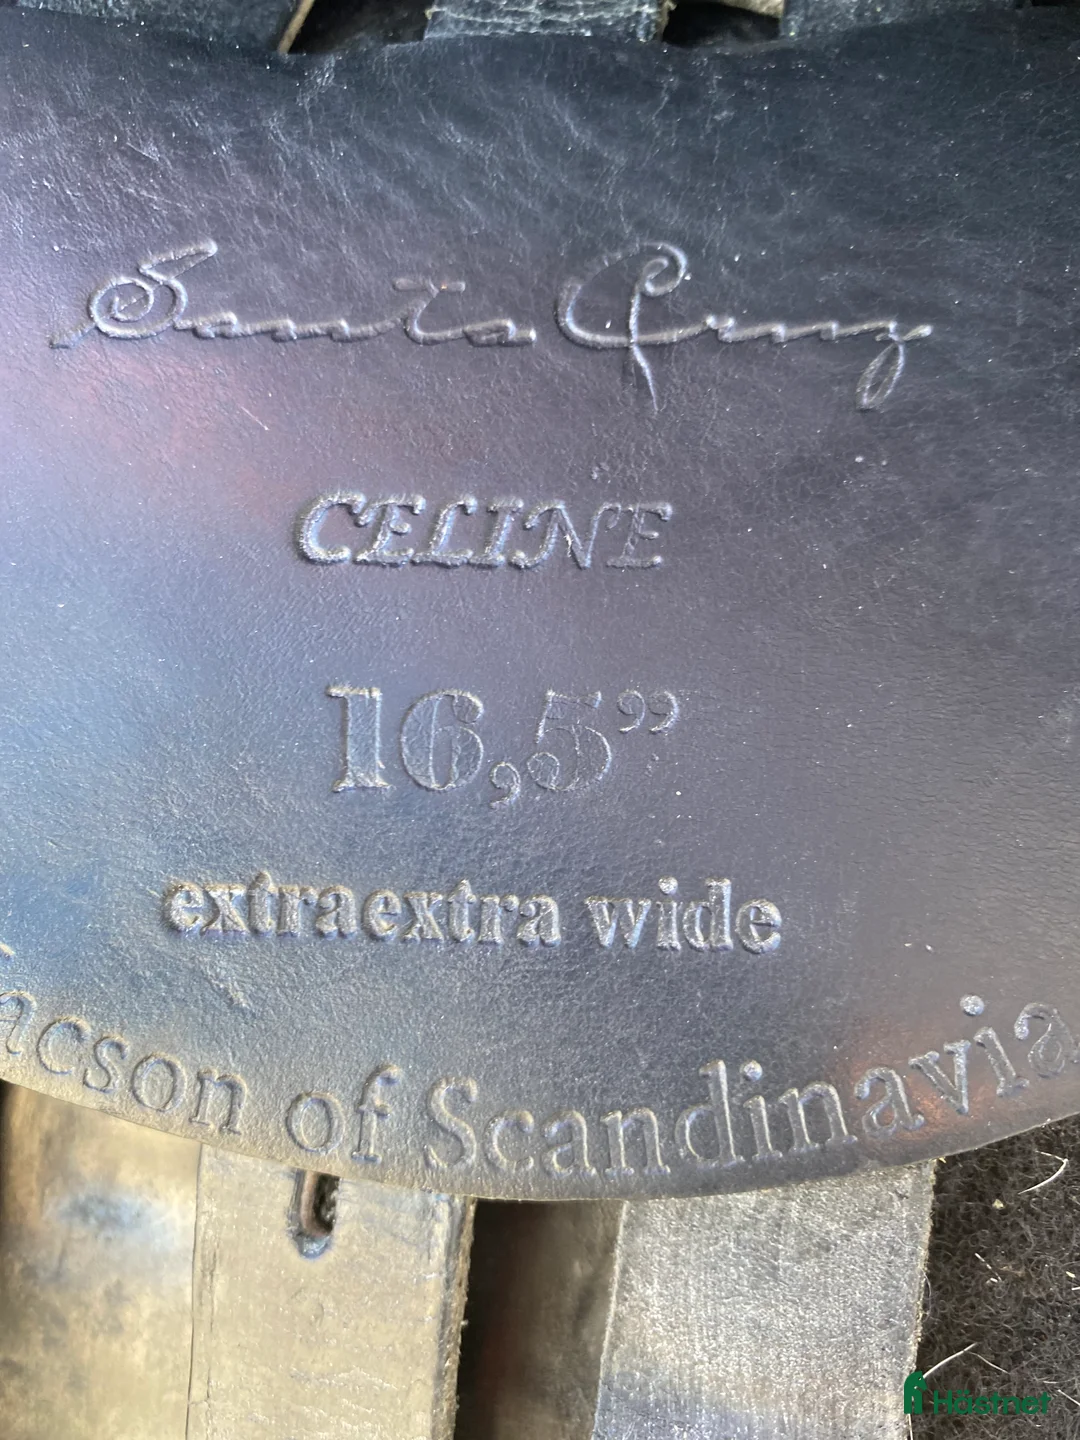 Santa Cruz
CELINE
16,5”
extraextra wide
acson of Scandinavia
Hästnet